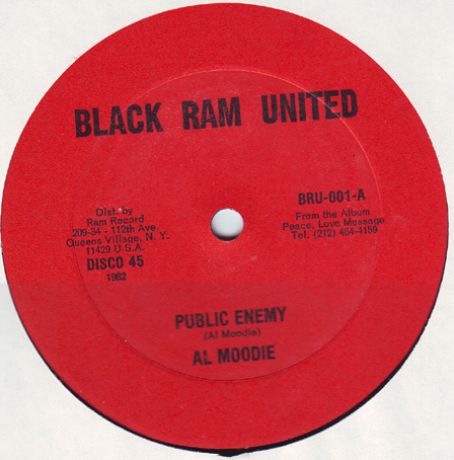 BLACK RAM UNITED
Dist. by
Ram Record
209-34 - 112th Ave.
Queens Village, N. Y.
11429 U.S.A.
DISCO 45
1982
BRU-001-A
From the Album
Peace, Love Message
Tel. (212) 464-4159
PUBLIC ENEMY
(Al Moodie)
AL MOODIE